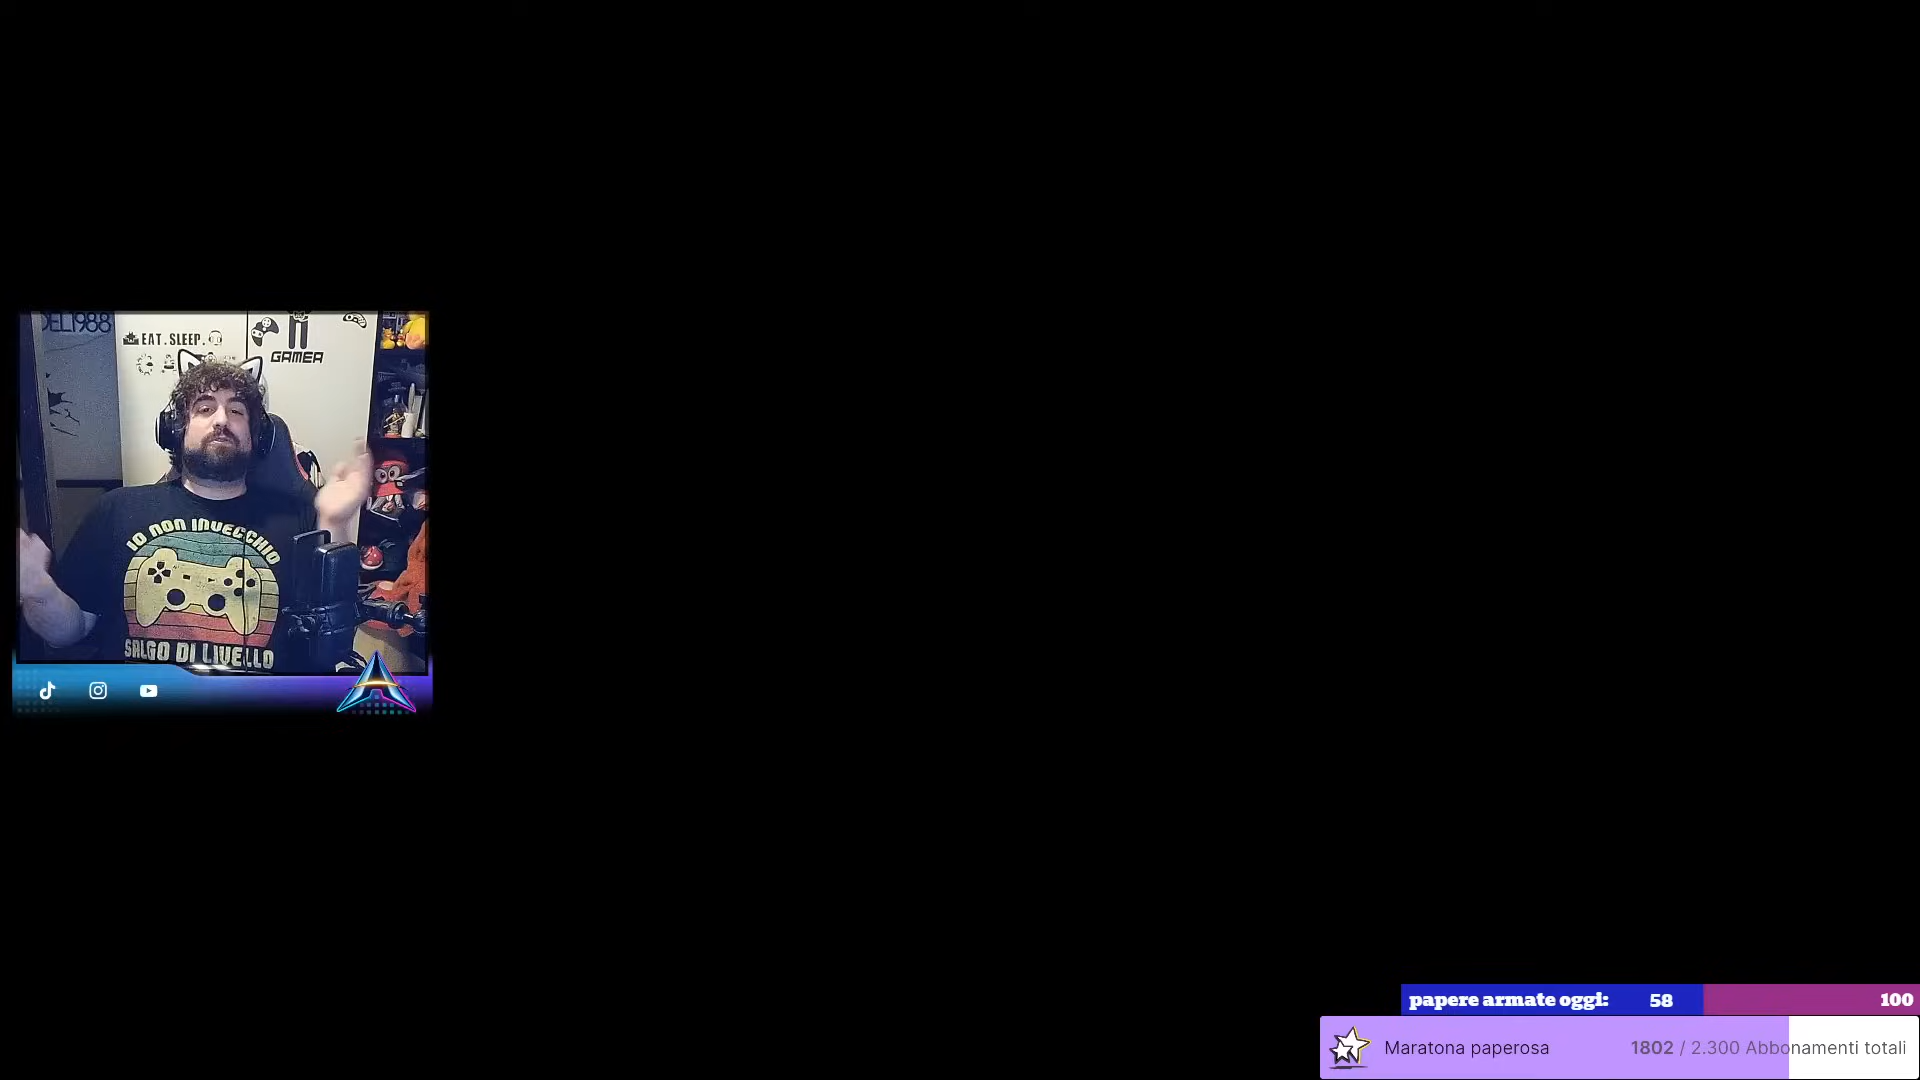 DEL1988
EAT.SLEEP.
GAMER
IO NON INVECCHIO
SALGO DI LIVELLO
papere armate oggi: 58 100
Maratona paperosa 1802 / 2.300 Abbonamenti totali